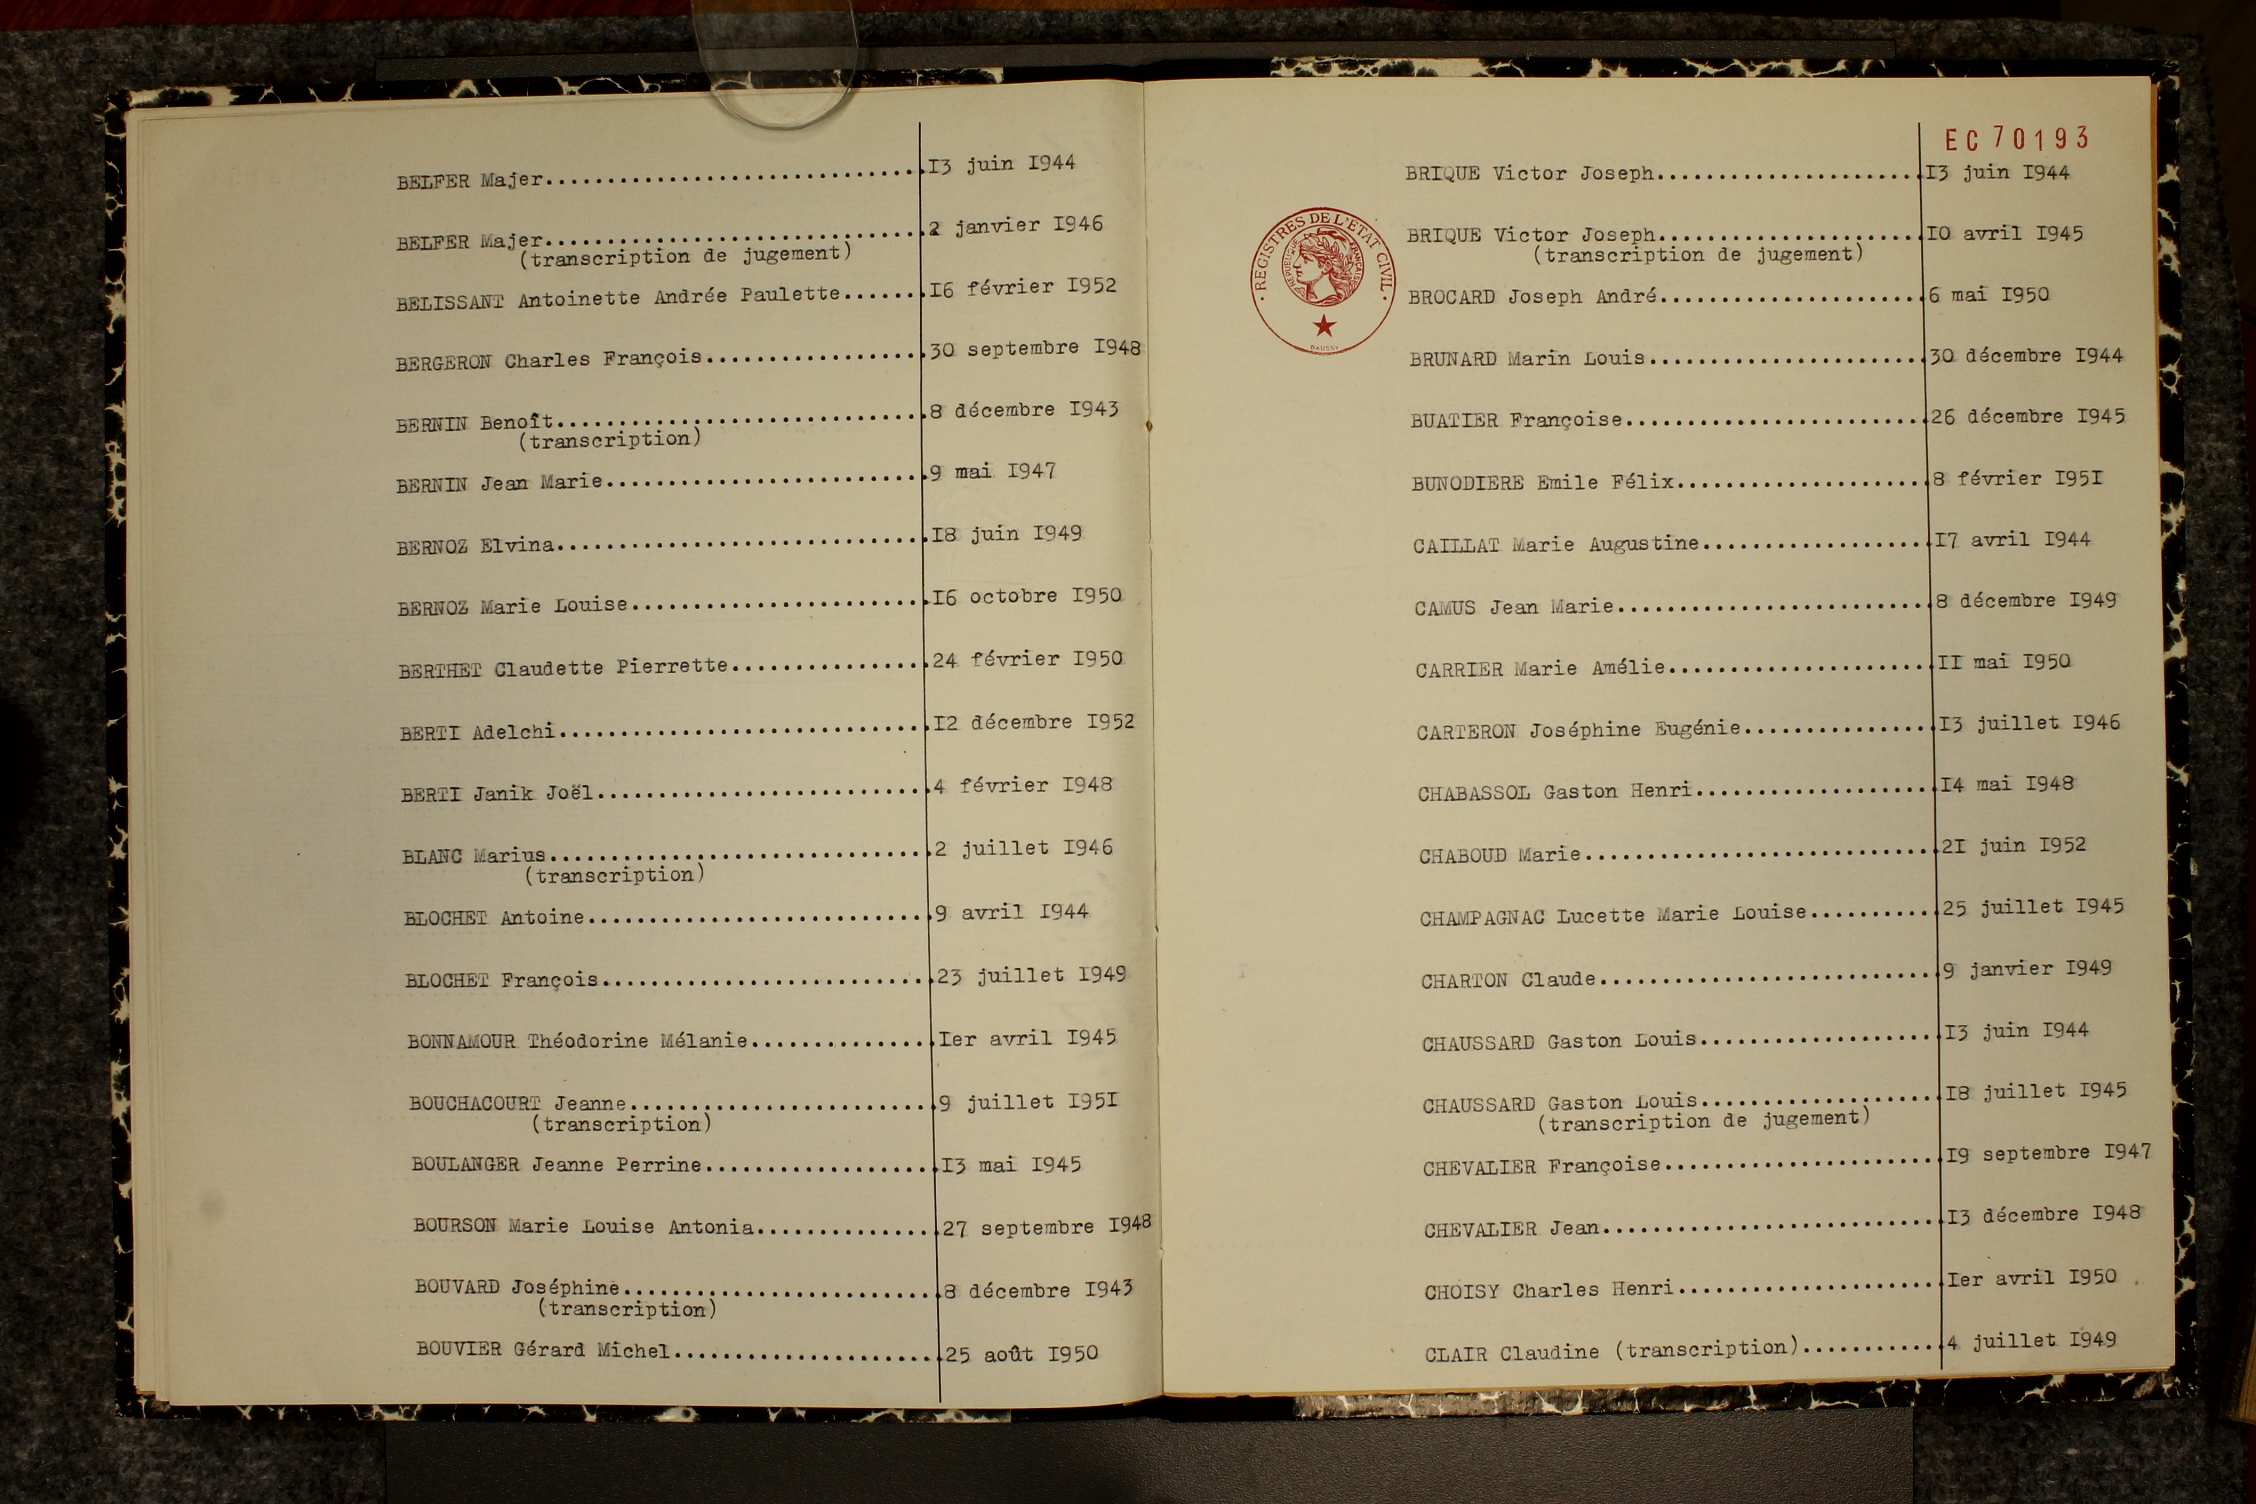 BELFER Majer...............................I3 juin I944
BELFER Majer...............................2 janvier I946
(transcription de jugement)
BELISSANT Antoinette Andrée Paulette.......I6 février I952
BERGERON Charles François..................30 septembre I948
BERNIN Benoît..............................8 décembre I943
(transcription)
BERNIN Jean Marie..........................9 mai I947
BERNOZ Elvina..............................I8 juin I949
BERNOZ Marie Louise........................I6 octobre I950
BERTHET Claudette Pierrette................24 février I950
BERTI Adelchi..............................I2 décembre I952
BERTI Janik Joël...........................4 février I948
BLANC Marius...............................2 juillet I946
(transcription)
BLOCHET Antoine............................9 avril I944
BLOCHET François...........................23 juillet I949
BONNAMOUR Théodorine Mélanie...............Ier avril I945
BOUCHACOURT Jeanne.........................9 juillet I95I
(transcription)
BOULANGER Jeanne Perrine...................I3 mai I945
BOURSON Marie Louise Antonia...............27 septembre I948
BOUVARD Joséphine..........................8 décembre I943
(transcription)
BOUVIER Gérard Michel......................25 août I950
EC 70193
REGISTRES DE L'ETAT CIVIL
REPUBLIQUE FRANÇAISE
DAUSSY
BRIQUE Victor Joseph......................I3 juin I944
BRIQUE Victor Joseph......................I0 avril I945
(transcription de jugement)
BROCARD Joseph André......................6 mai I950
BRUNARD Marin Louis.......................30 décembre I944
BUATIER Françoise.........................26 décembre I945
BUNODIERE Emile Félix.....................8 février I95I
CAILLAT Marie Augustine...................I7 avril I944
CAMUS Jean Marie..........................8 décembre I949
CARRIER Marie Amélie......................II mai I950
CARTERON Joséphine Eugénie................I3 juillet I946
CHABASSOL Gaston Henri....................I4 mai I948
CHABOUD Marie.............................2I juin I952
CHAMPAGNAC Lucette Marie Louise...........25 juillet I945
CHARTON Claude............................9 janvier I949
CHAUSSARD Gaston Louis....................I3 juin I944
CHAUSSARD Gaston Louis....................I8 juillet I945
(transcription de jugement)
CHEVALIER Françoise.......................I9 septembre I947
CHEVALIER Jean............................I3 décembre I948
CHOISY Charles Henri......................Ier avril I950
CLAIR Claudine (transcription)............4 juillet I949